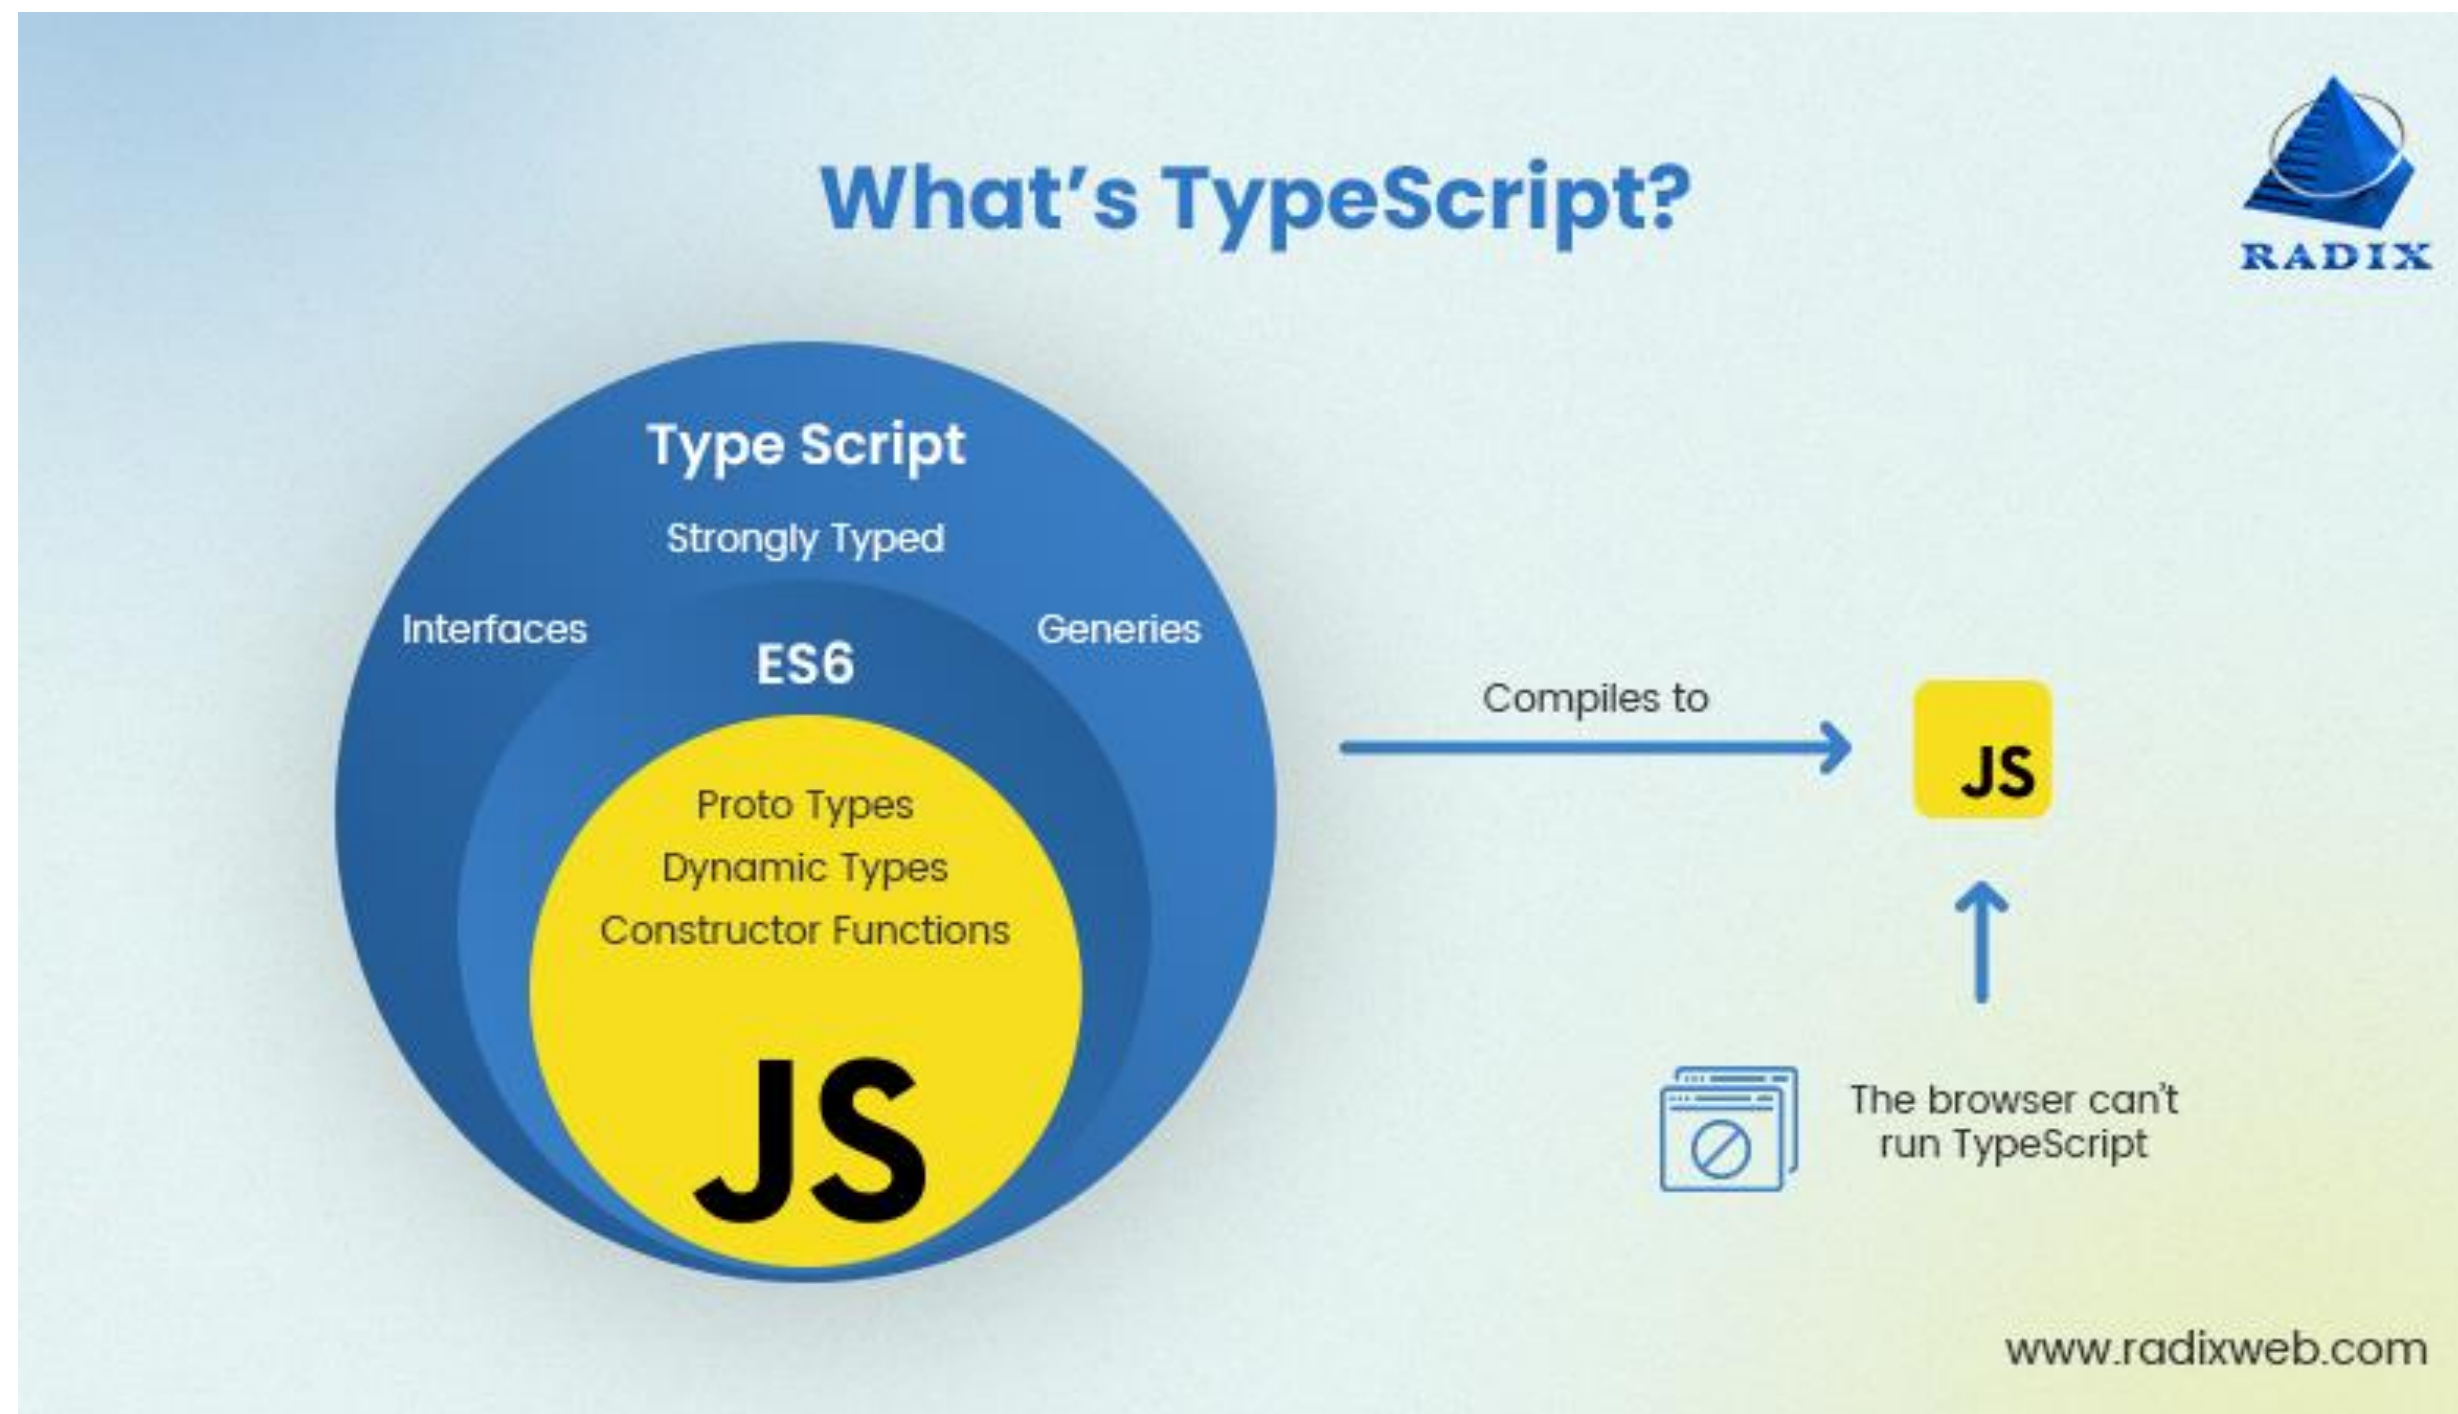 What's TypeScript?
RADIX
Type Script
Strongly Typed
Interfaces
Generies
ES6
Proto Types
Dynamic Types
Constructor Functions
JS
Compiles to
JS
The browser can't
run TypeScript
www.radixweb.com